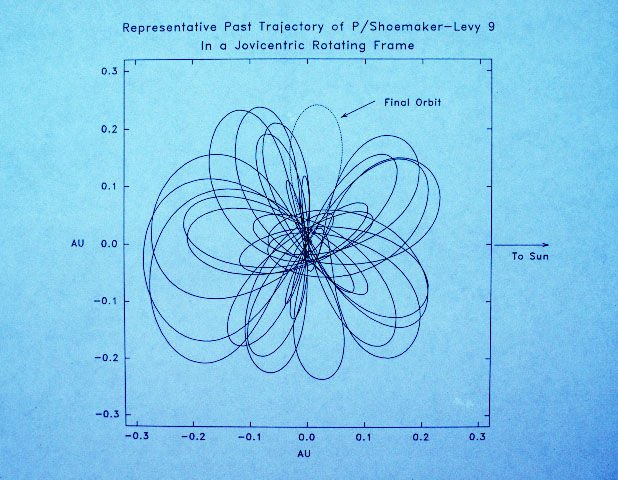 Representative Past Trajectory of P/Shoemaker-Levy 9
In a Jovicentric Rotating Frame
0.3
0.2
0.1
0.0
-0.1
-0.2
-0.3
AU
Final Orbit
To Sun
-0.3 -0.2 -0.1 0.0 0.1 0.2 0.3
AU